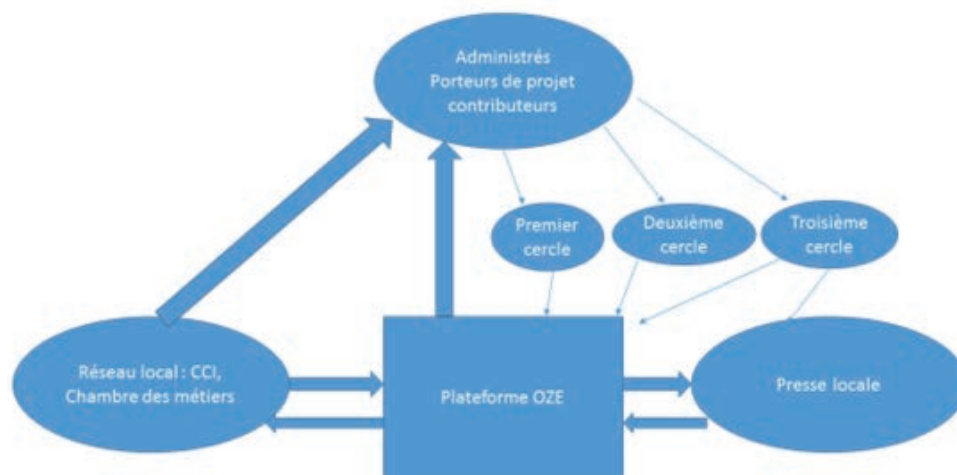 Administrés
Porteurs de projet
contributeurs
Premier
cercle
Deuxième
cercle
Troisième
cercle
Réseau local : CCI,
Chambre des métiers
Plateforme OZE
Presse locale